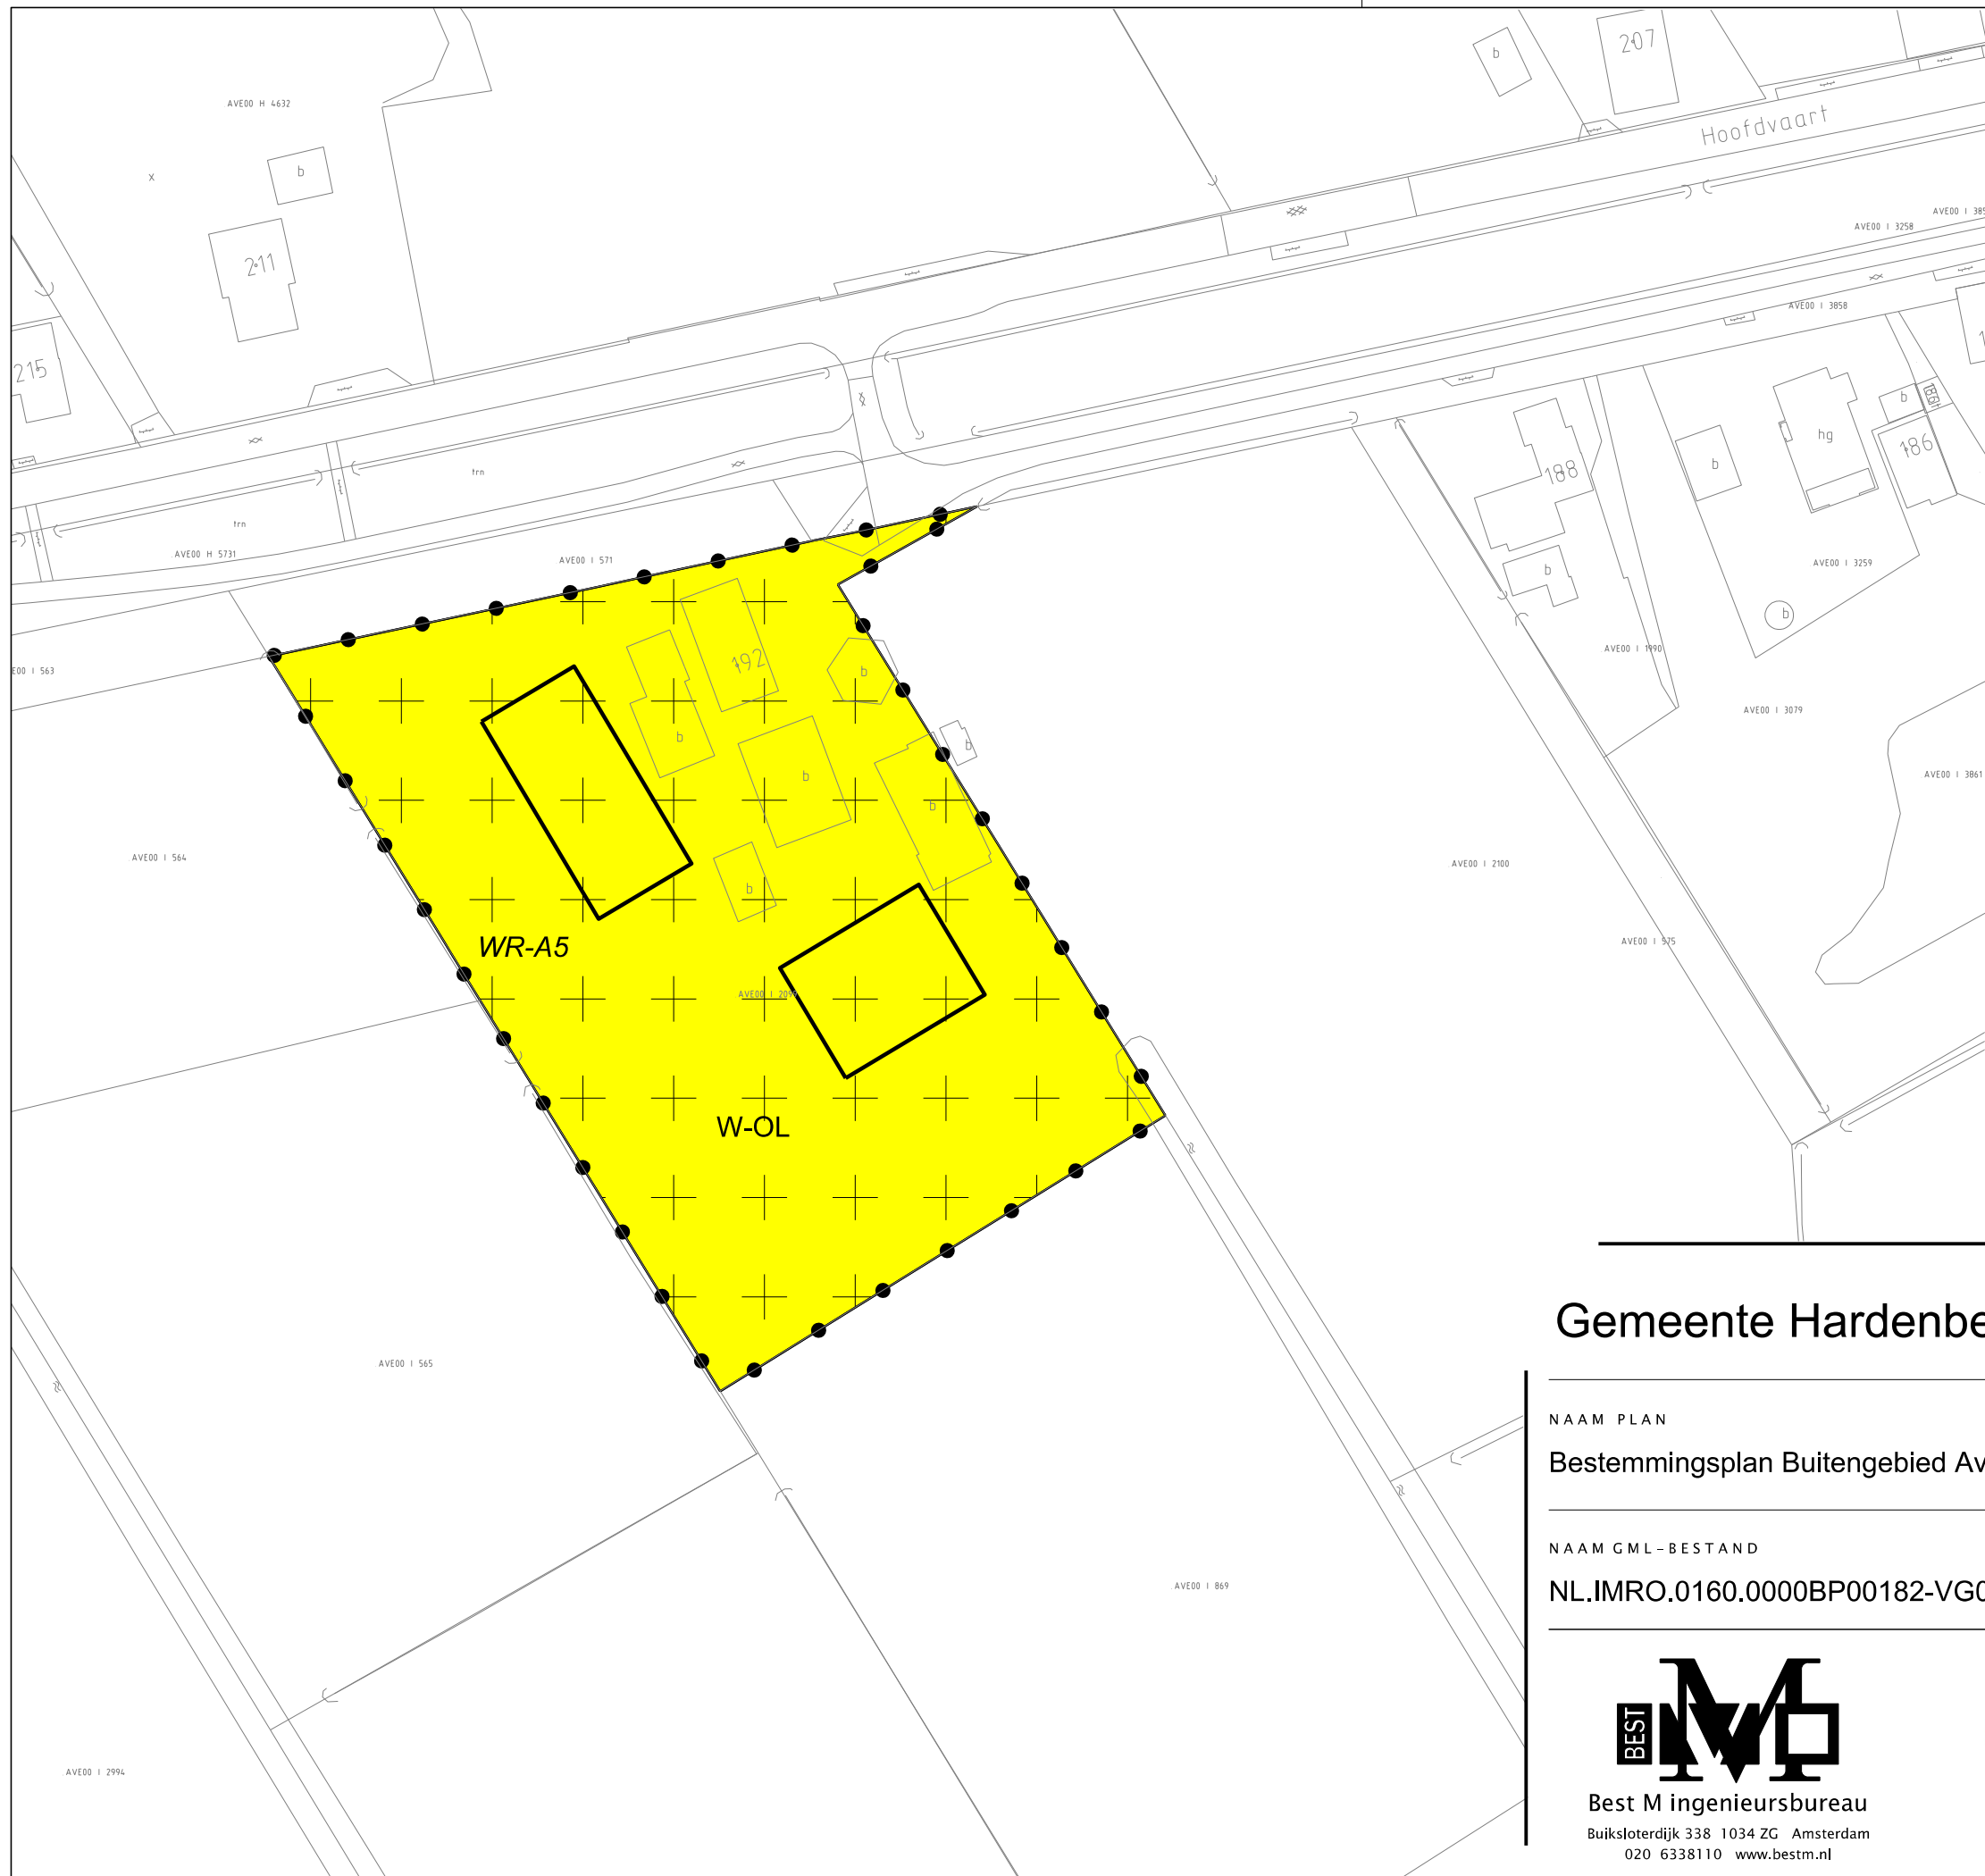 207
b
Hoofdvaart
AVE00 H 4632
b
x
211
AVE00 I 3258
AVE00 I 3858
215
hg
b
186
188
b
b
trn
trn
AVE00 H 5731
AVE00 I 571
AVE00 I 3259
b
b
AVE00 I 1990
192
b
AVE00 I 3079
b
b
b
b
AVE00 I 3861
b
AVE00 I 564
AVE00 I 2100
WR-A5
AVE00 I 575
W-OL
AVE00 I 565
AVE00 I 869
AVE00 I 2994
Gemeente Hardenbe
NAAM PLAN
Bestemmingsplan Buitengebied Av
NAAM GML-BESTAND
NL.IMRO.0160.0000BP00182-VG0
BEST
M
Best M ingenieursbureau
Buiksloterdijk 338 1034 ZG Amsterdam
020 6338110 www.bestm.nl